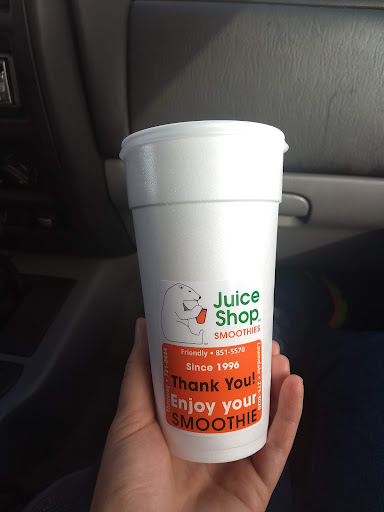 Juice
Shop
SMOOTHIES
Friendly • 851-5570
Since 1996
Thank You!
Enjoy your
SMOOTHIE